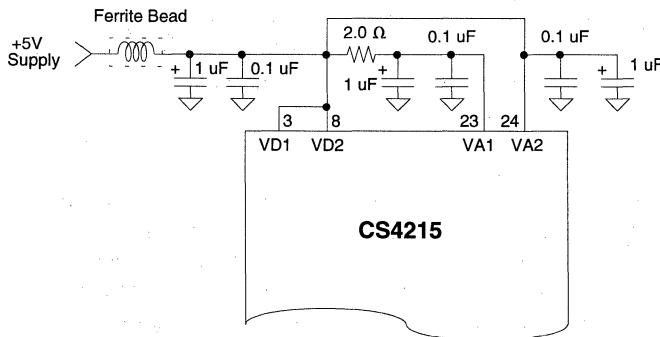 Ferrite Bead
+5V
Supply
+
1 uF
0.1 uF
2.0 Ω
1 uF
+
0.1 uF
0.1 uF
+
1 uF
3
8
23
24
VD1
VD2
VA1
VA2
CS4215